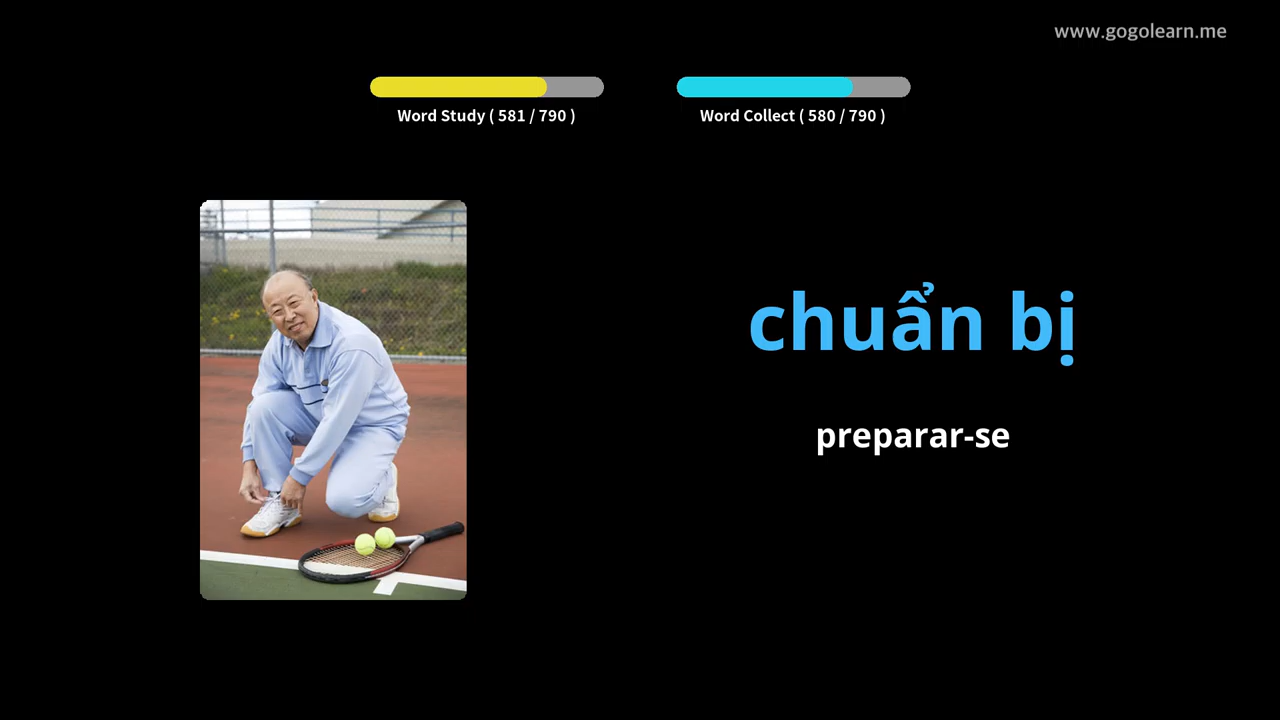 www.gogolearn.me
Word Study ( 581 / 790 )
Word Collect ( 580 / 790 )
chuẩn bị
preparar-se